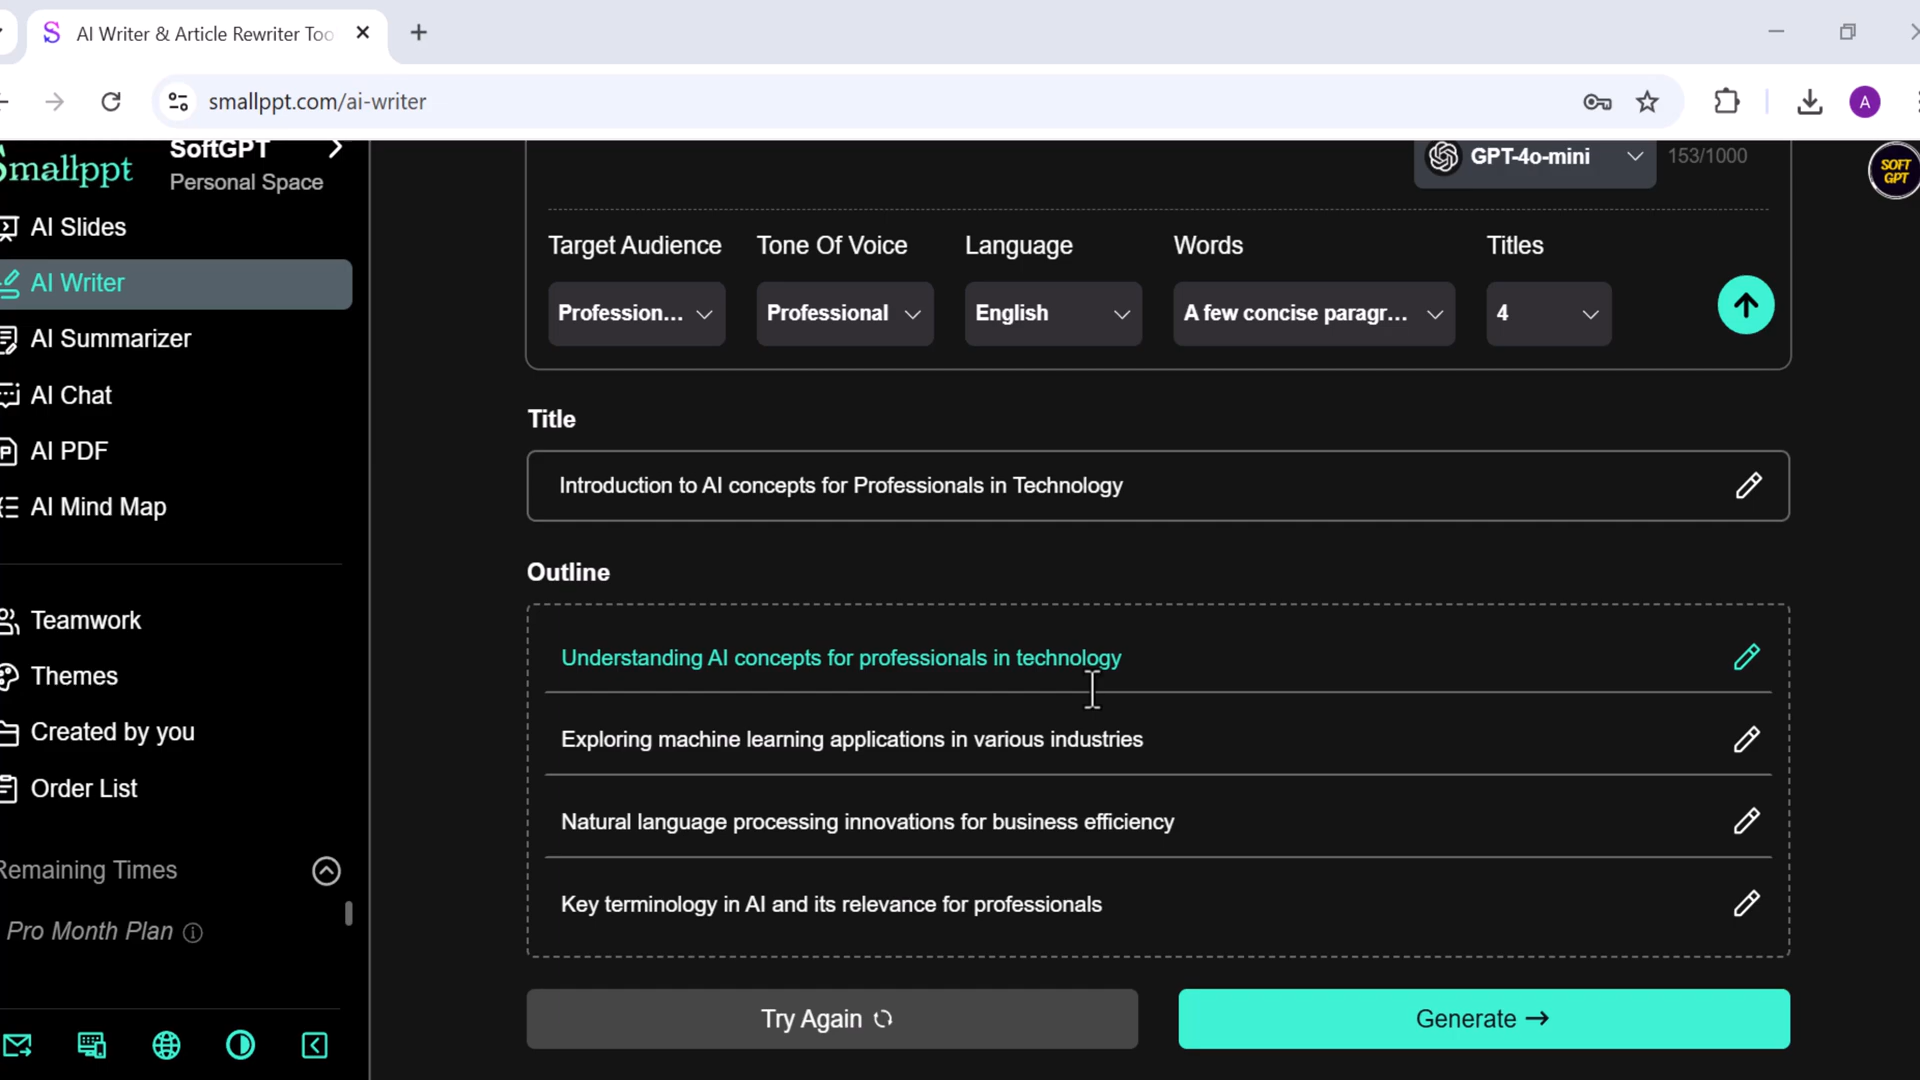 AI Writer & Article Rewriter Too
smallppt.com/ai-writer
A
Smallppt
SoftGPT
Personal Space
AI Slides
AI Writer
AI Summarizer
AI Chat
AI PDF
AI Mind Map
Teamwork
Themes
Created by you
Order List
Remaining Times
Pro Month Plan
GPT-4o-mini
153/1000
SOFT
GPT
Target Audience Tone Of Voice Language Words Titles
Profession... Professional English A few concise paragr... 4
Title
Introduction to AI concepts for Professionals in Technology
Outline
Understanding AI concepts for professionals in technology
Exploring machine learning applications in various industries
Natural language processing innovations for business efficiency
Key terminology in AI and its relevance for professionals
Try Again
Generate